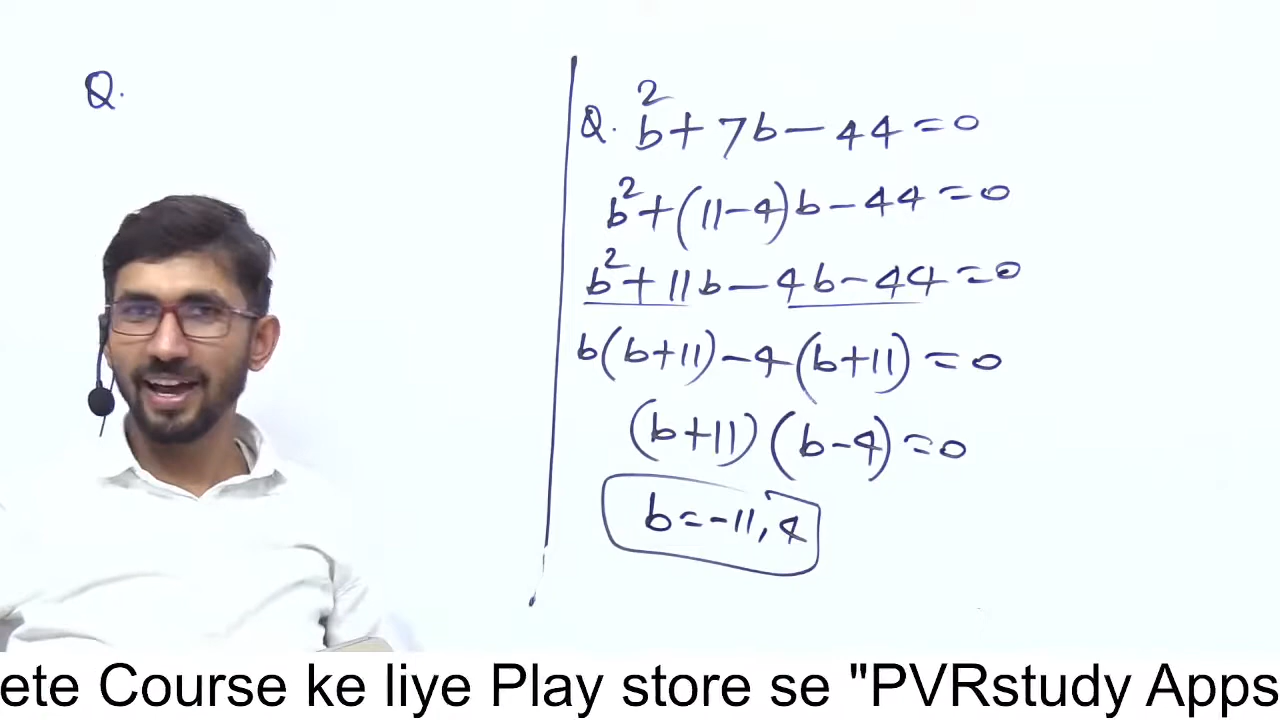 Q.
Q. b²+7b-44=0
b²+(11-4)b-44=0
b²+11b-4b-44=0
b(b+11)-4(b+11)=0
(b+11)(b-4)=0
b=-11,4
ete Course ke liye Play store se "PVRstudy Apps